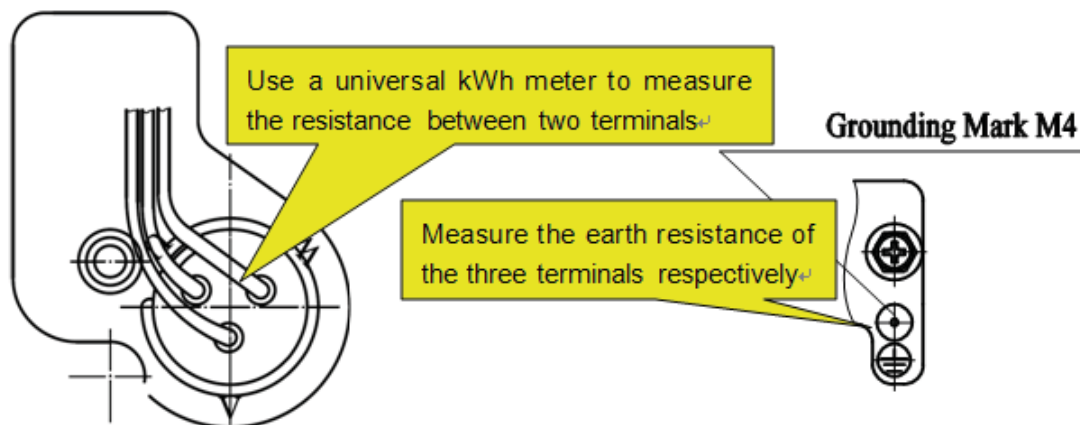 Use a universal kWh meter to measure
the resistance between two terminals↵
Grounding Mark M4
Measure the earth resistance of
the three terminals respectively↵